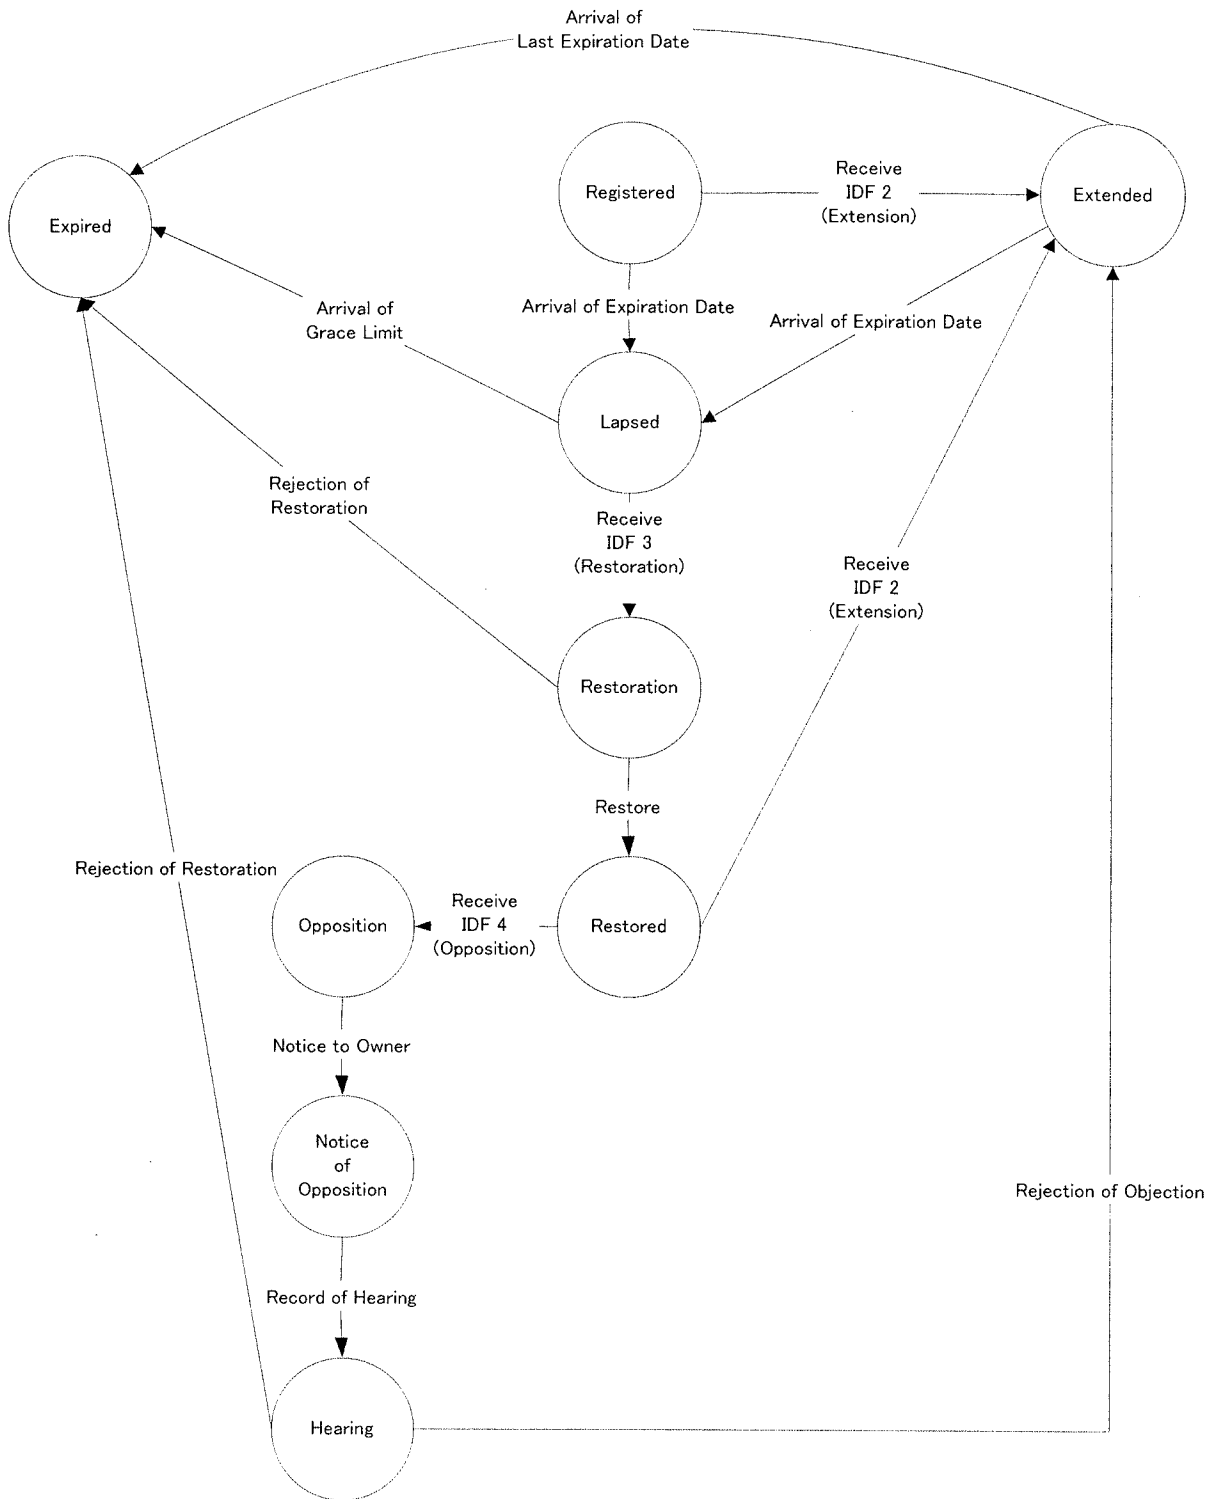 Arrival of
Last Expiration Date
Registered
Receive
IDF 2
(Extension)
Extended
Expired
Arrival of
Grace Limit
Arrival of Expiration Date
Arrival of Expiration Date
Lapsed
Rejection of
Restoration
Receive
IDF 3
(Restoration)
Receive
IDF 2
(Extension)
Restoration
Restore
Rejection of Restoration
Opposition
Receive
IDF 4
(Opposition)
Restored
Notice to Owner
Notice
of
Opposition
Rejection of Objection
Record of Hearing
Hearing